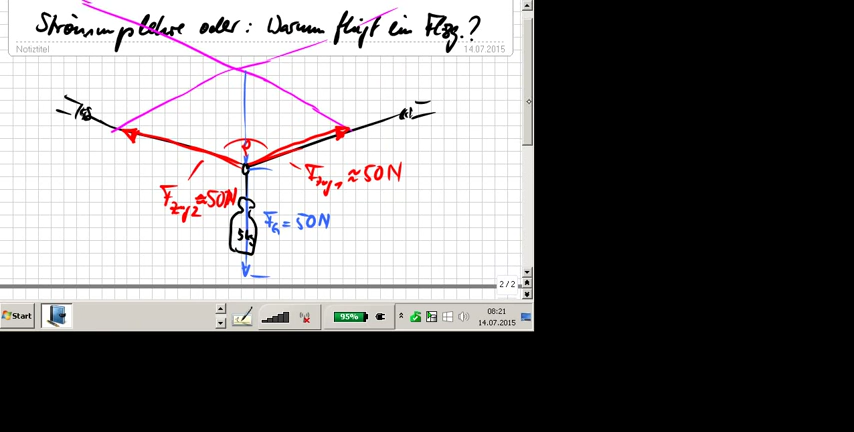 Strömungslehre oder: Warum fliegt ein Flzg.?
Notiztitel
14.07.2015
F_Zug1 ≈ 50N
F_Zug2 ≈ 50N
F_G = 50N
5kg
2 / 2
Start
95%
08:21
14.07.2015